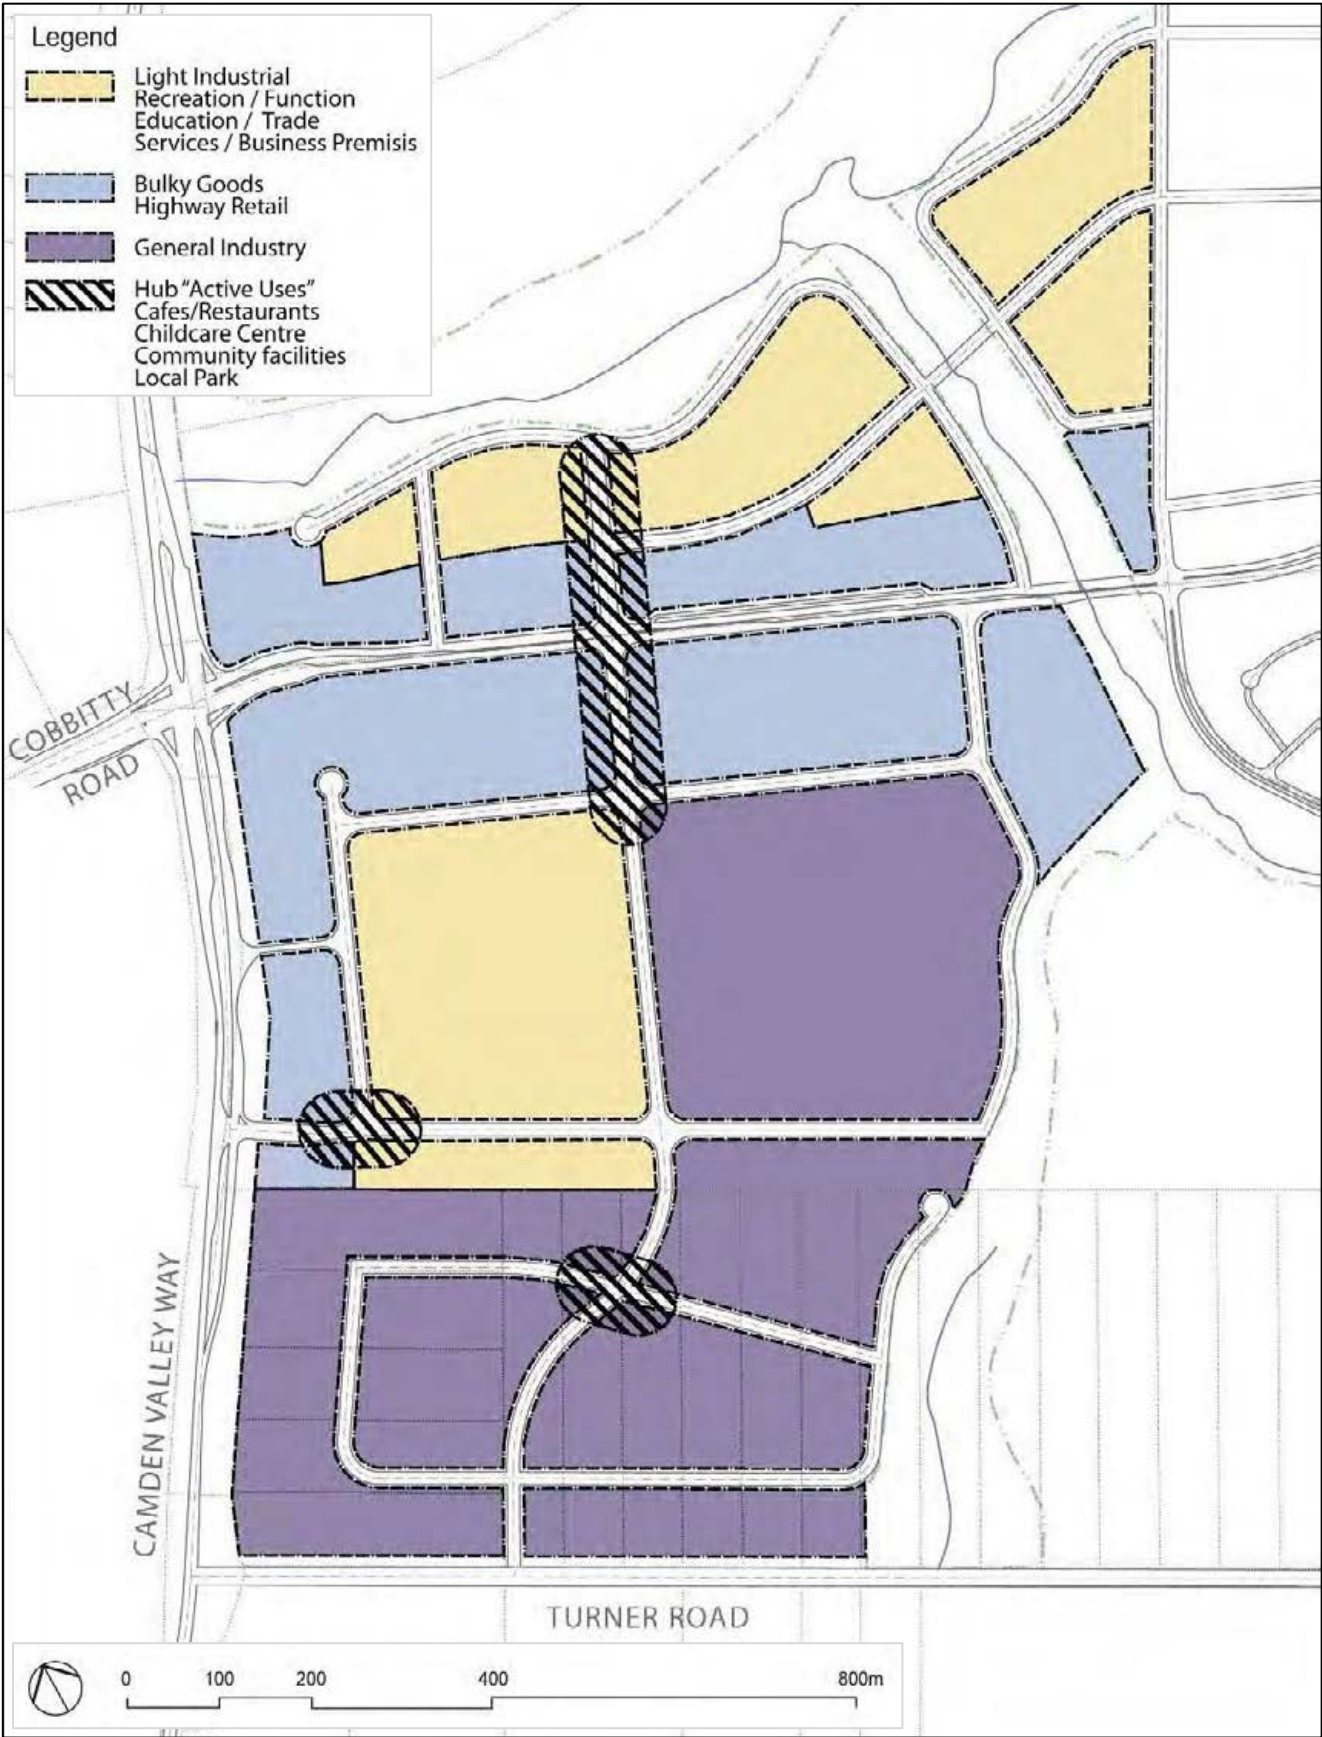 Legend
Light Industrial
Recreation / Function
Education / Trade
Services / Business Premisis
Bulky Goods
Highway Retail
General Industry
Hub "Active Uses"
Cafes/Restaurants
Childcare Centre
Community facilities
Local Park
COBBITTY
ROAD
CAMDEN VALLEY WAY
TURNER ROAD
0 100 200 400 800m